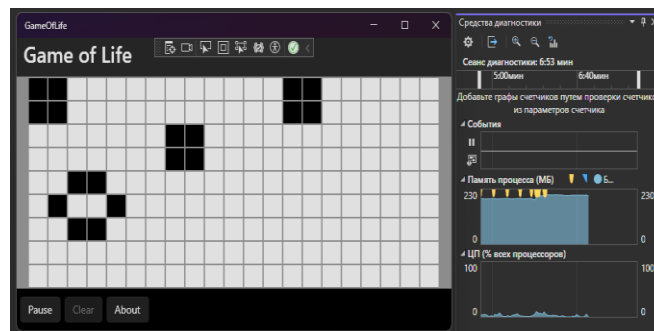 GameOfLife
Game of Life
Pause
Clear
About
Средства диагностики
Сеанс диагностики: 6:53 мин
5:00мин
6:40мин
Добавьте графы счетчиков путем проверки счетчик
из параметров счетчика
События
Память процесса (МБ)
Б...
230
230
0
0
ЦП (% всех процессоров)
100
100
0
0